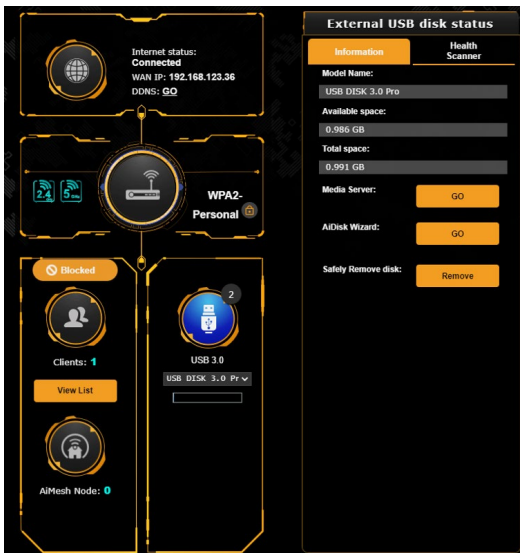 Internet status:
Connected
WAN IP: 192.168.123.36
DDNS: GO
2.4 GHz
5 GHz
WPA2-
Personal
Blocked
Clients: 1
View List
AiMesh Node: 0
2
USB 3.0
USB DISK 3.0 Pr
External USB disk status
Information
Health
Scanner
Model Name:
USB DISK 3.0 Pro
Available space:
0.986 GB
Total space:
0.991 GB
Media Server:
GO
AiDisk Wizard:
GO
Safely Remove disk:
Remove